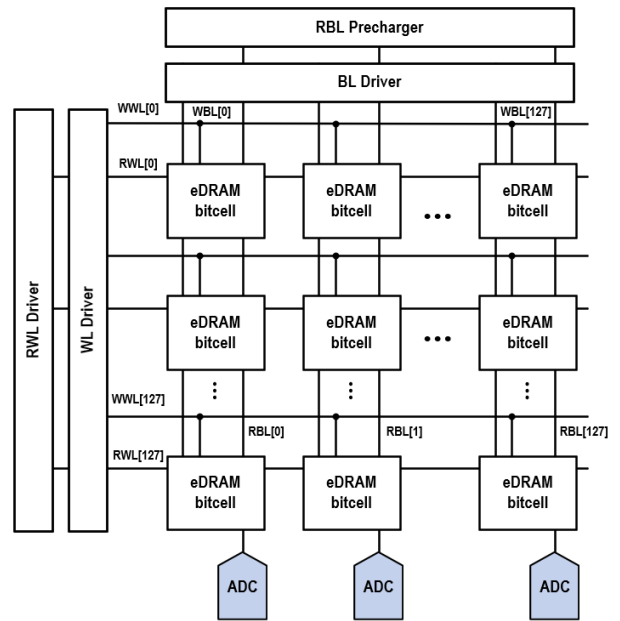 RBL Precharger
BL Driver
WWL[0]
WBL[0]
WBL[127]
RWL[0]
eDRAM
bitcell
eDRAM
bitcell
eDRAM
bitcell
RWL Driver
WL Driver
eDRAM
bitcell
eDRAM
bitcell
eDRAM
bitcell
WWL[127]
RBL[0]
RBL[1]
RBL[127]
RWL[127]
eDRAM
bitcell
eDRAM
bitcell
eDRAM
bitcell
ADC
ADC
ADC